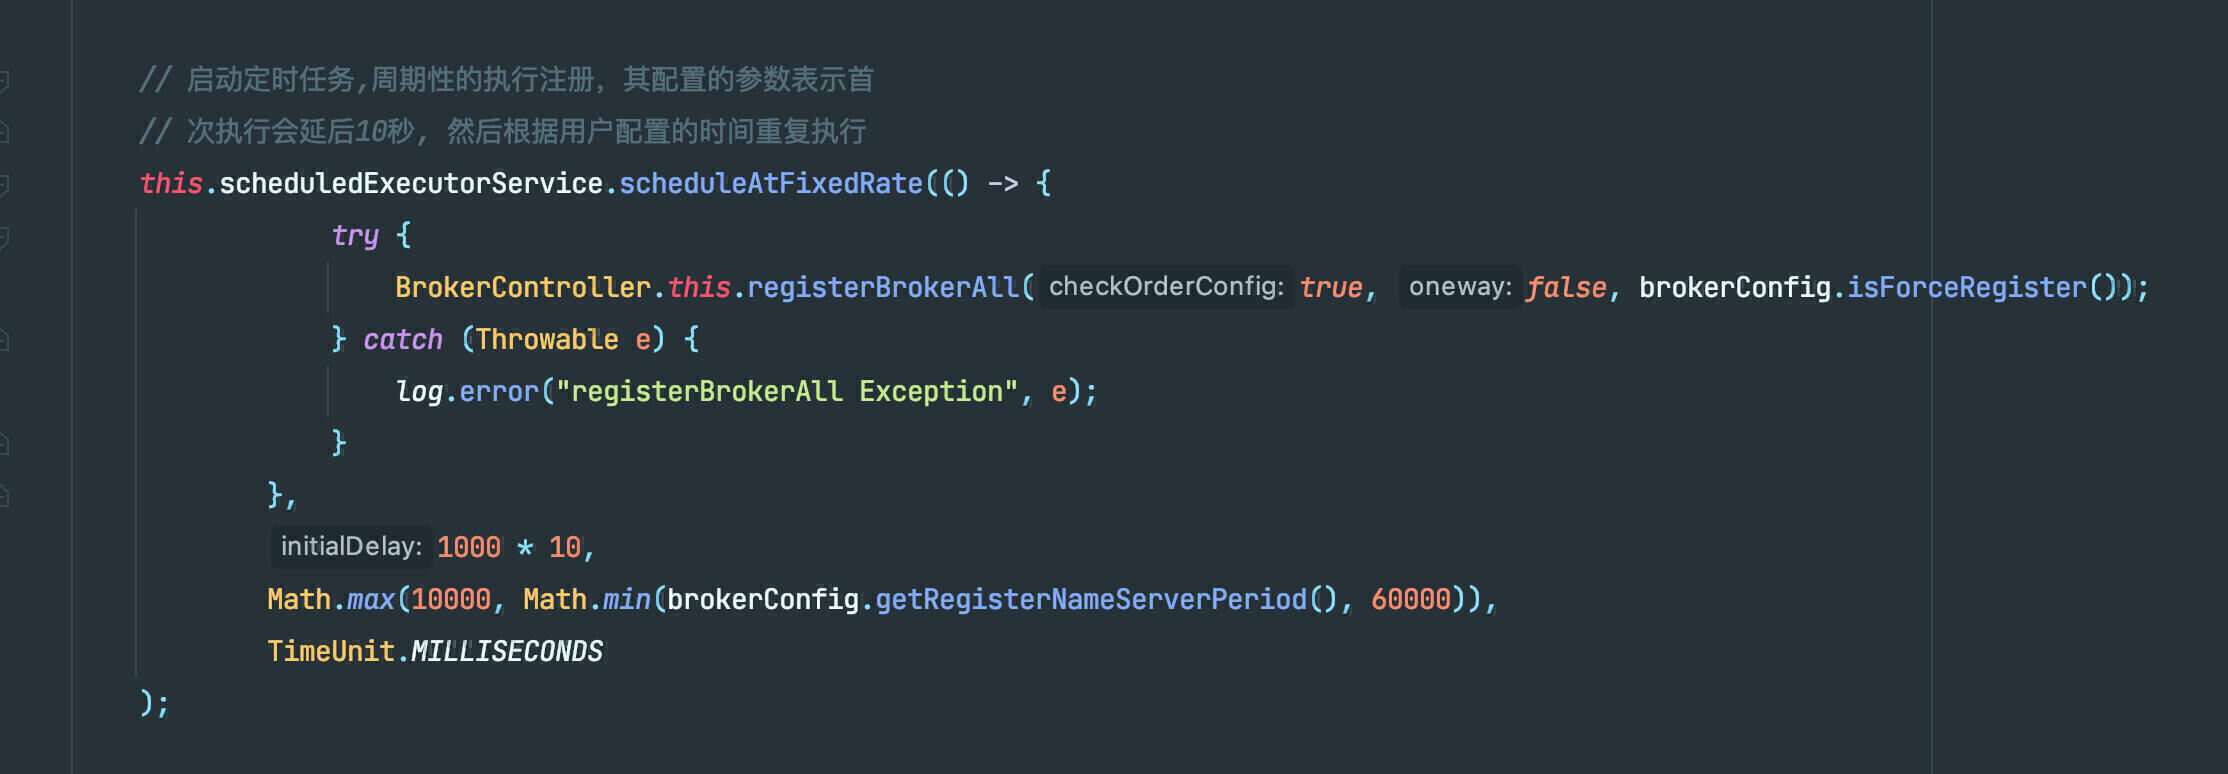 // 启动定时任务,周期性的执行注册，其配置的参数表示首
// 次执行会延后10秒, 然后根据用户配置的时间重复执行
this.scheduledExecutorService.scheduleAtFixedRate(() -> {
try {
BrokerController.this.registerBrokerAll( checkOrderConfig: true, oneway: false, brokerConfig.isForceRegister());
} catch (Throwable e) {
log.error("registerBrokerAll Exception", e);
}
},
initialDelay: 1000 * 10,
Math.max(10000, Math.min(brokerConfig.getRegisterNameServerPeriod(), 60000)),
TimeUnit.MILLISECONDS
);